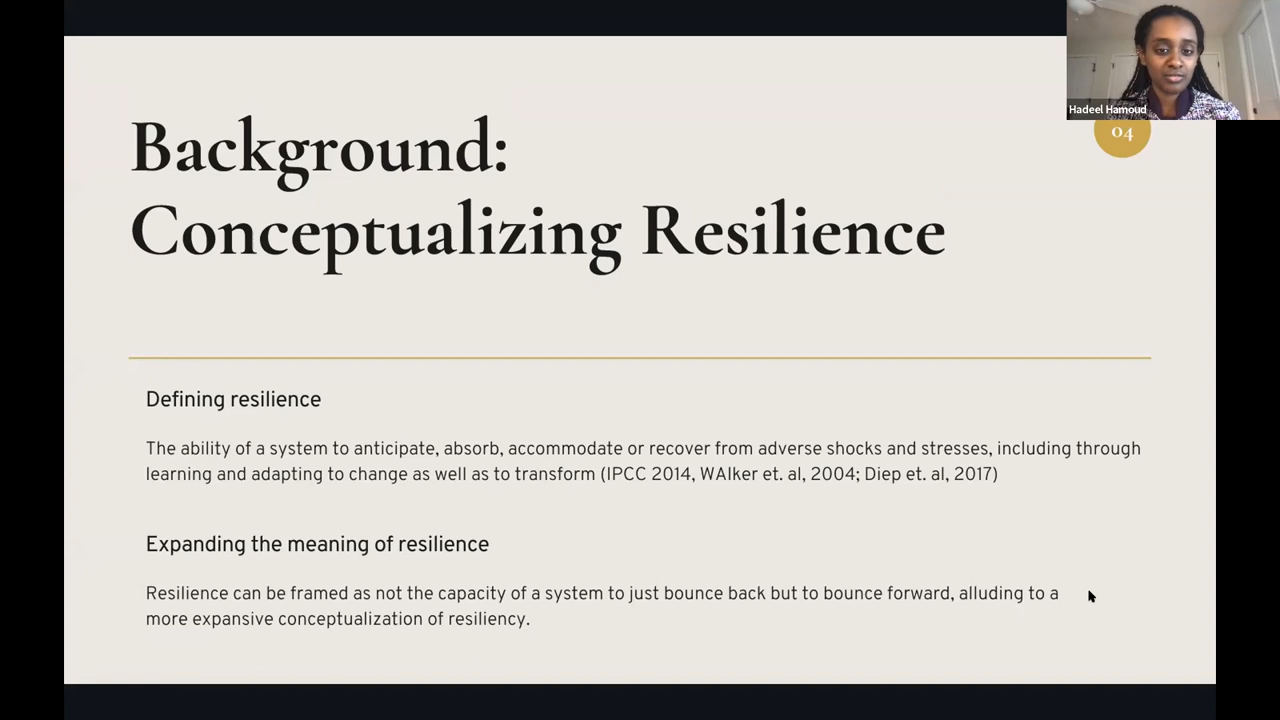 Hadeel Hamoud
04
Background:
Conceptualizing Resilience
Defining resilience
The ability of a system to anticipate, absorb, accommodate or recover from adverse shocks and stresses, including through
learning and adapting to change as well as to transform (IPCC 2014, WAlker et. al, 2004; Diep et. al, 2017)
Expanding the meaning of resilience
Resilience can be framed as not the capacity of a system to just bounce back but to bounce forward, alluding to a
more expansive conceptualization of resiliency.